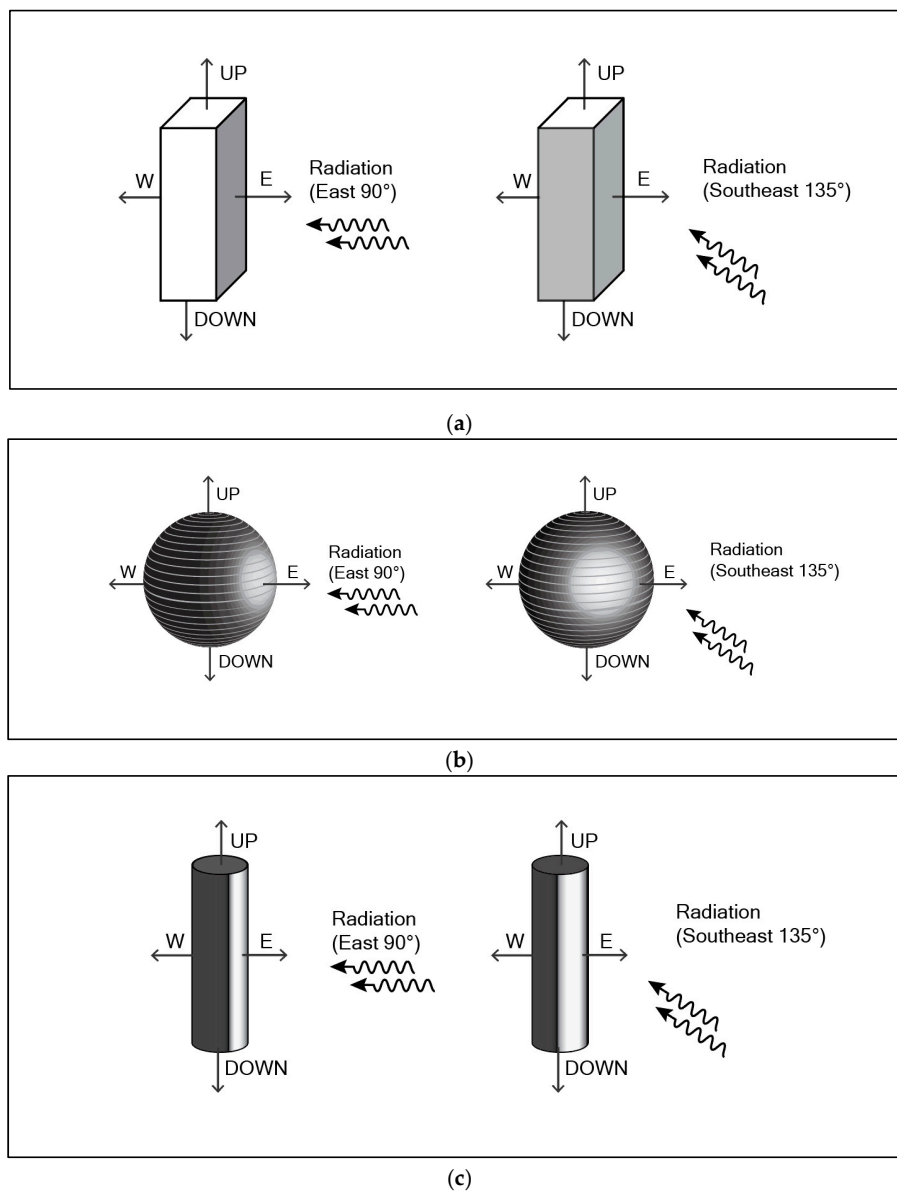 UP
UP
W
E
Radiation
(East 90°)
W
E
Radiation
(Southeast 135°)
DOWN
DOWN
(a)
UP
UP
W
E
Radiation
(East 90°)
W
E
Radiation
(Southeast 135°)
DOWN
DOWN
(b)
UP
UP
W
E
Radiation
(East 90°)
W
E
Radiation
(Southeast 135°)
DOWN
DOWN
(c)